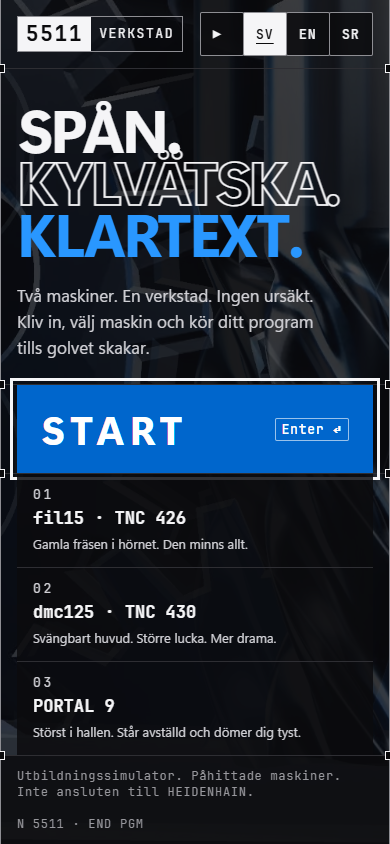 5511 VERKSTAD ▶ SV EN SR
SPÅN.
KYLVÄTSKA.
KLARTEXT.
Två maskiner. En verkstad. Ingen ursäkt.
Kliv in, välj maskin och kör ditt program
tills golvet skakar.
START Enter ⏎
01
fil15 · TNC 426
Gamla fräsen i hörnet. Den minns allt.
02
dmc125 · TNC 430
Svängbart huvud. Större lucka. Mer drama.
03
PORTAL 9
Störst i hallen. Står avställd och dömer dig tyst.
Utbildningssimulator. Påhittade maskiner.
Inte ansluten till HEIDENHAIN.
N 5511 · END PGM